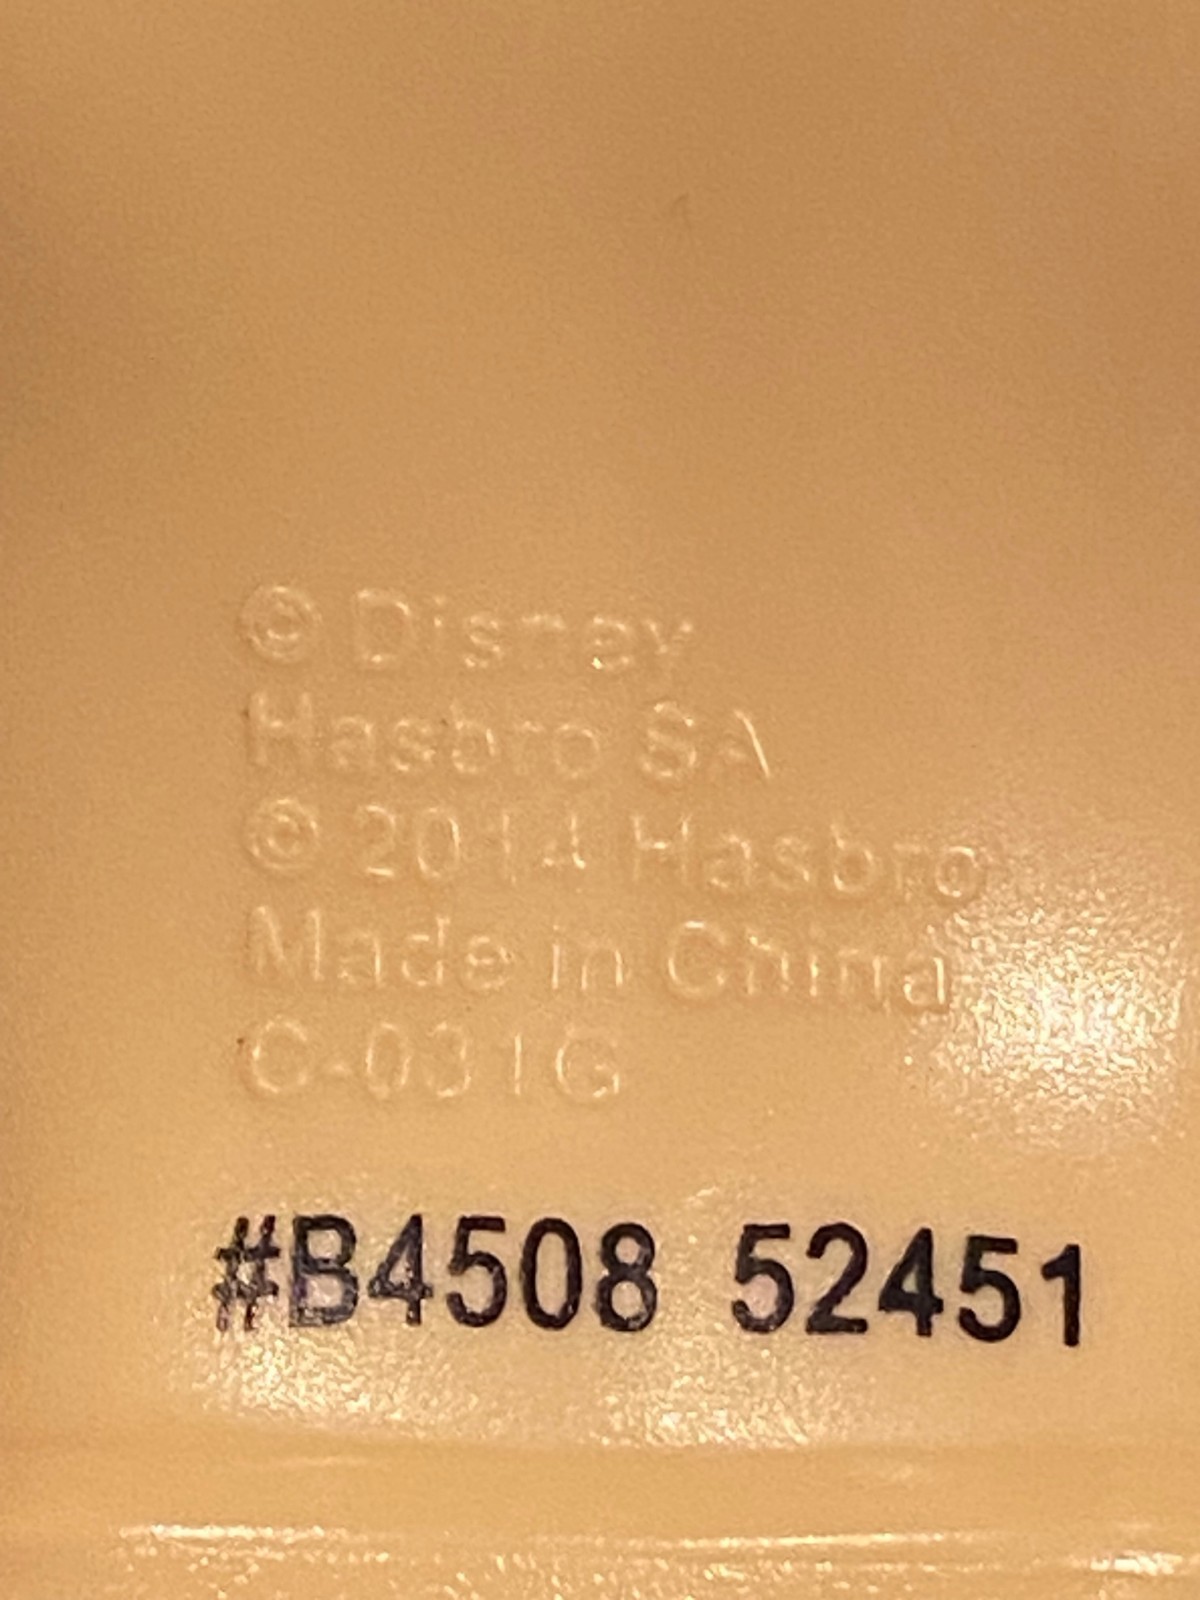 © Disney
Hasbro SA
© 2014 Hasbro
Made in China
C-031G
#B4508 52451